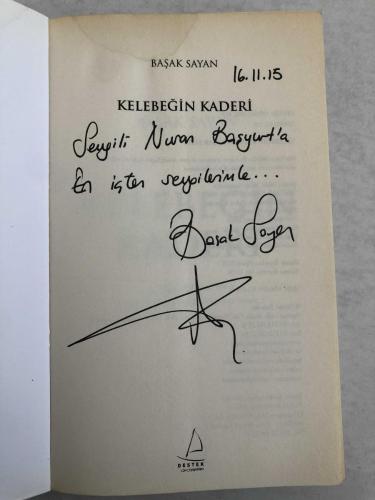 BAŞAK SAYAN
16.11.15
KELEBEĞİN KADERİ
Sevgili Nuran Başyurt'a
En içten sevgilerimle...
Başak Sayan
DESTEK